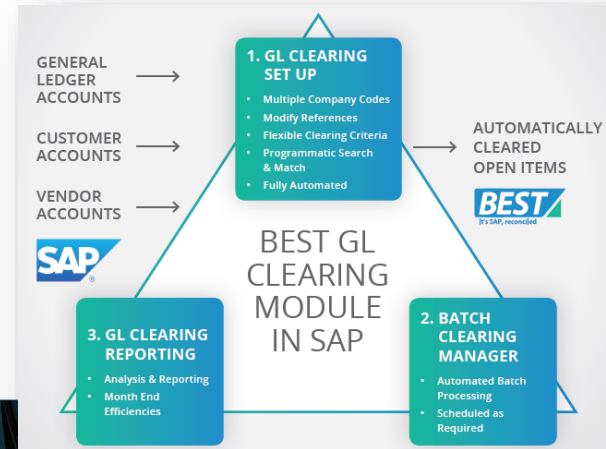 GENERAL
LEDGER
ACCOUNTS
CUSTOMER
ACCOUNTS
VENDOR
ACCOUNTS
SAP
®
1. GL CLEARING
SET UP
• Multiple Company Codes
• Modify References
• Flexible Clearing Criteria
• Programmatic Search
& Match
• Fully Automated
AUTOMATICALLY
CLEARED
OPEN ITEMS
BEST
It's SAP, reconciled
BEST GL
CLEARING
MODULE
IN SAP
3. GL CLEARING
REPORTING
• Analysis & Reporting
• Month End
Efficiencies
2. BATCH
CLEARING
MANAGER
• Automated Batch
Processing
• Scheduled as
Required